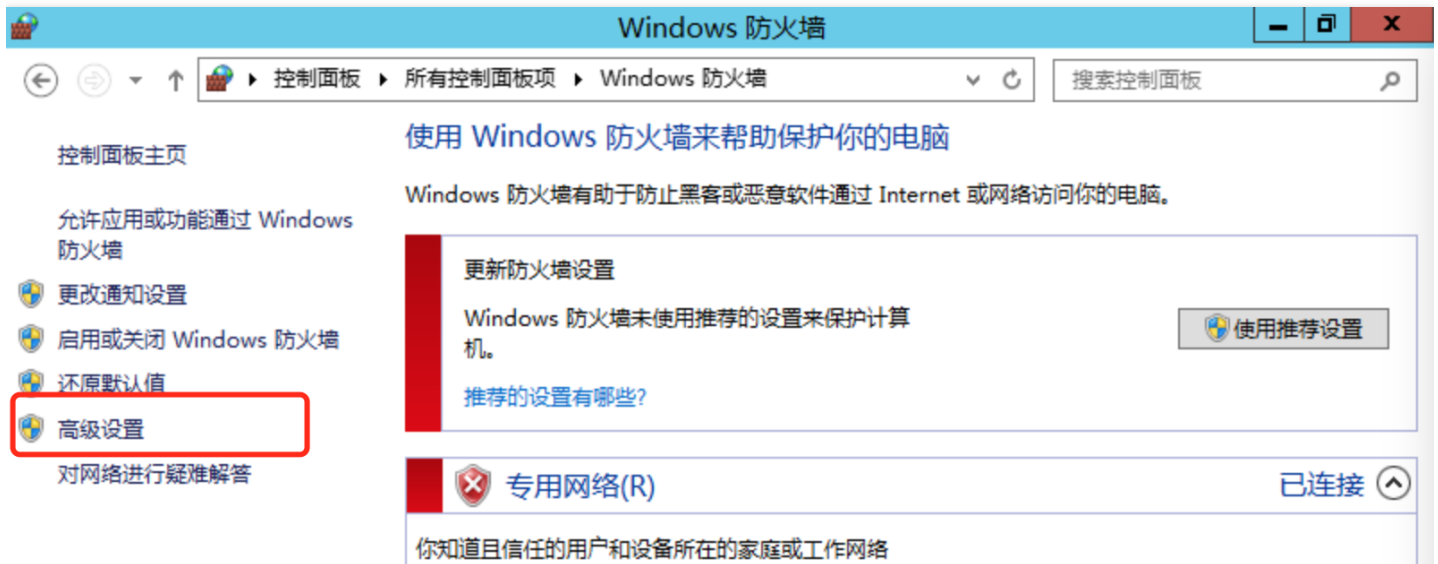 Windows 防火墙
控制面板 所有控制面板项 Windows 防火墙
搜索控制面板
控制面板主页
允许应用或功能通过 Windows
防火墙
更改通知设置
启用或关闭 Windows 防火墙
还原默认值
高级设置
对网络进行疑难解答
使用 Windows 防火墙来帮助保护你的电脑
Windows 防火墙有助于防止黑客或恶意软件通过 Internet 或网络访问你的电脑。
更新防火墙设置
Windows 防火墙未使用推荐的设置来保护计算
机。
使用推荐设置
推荐的设置有哪些?
专用网络(R)
已连接
你知道且信任的用户和设备所在的家庭或工作网络